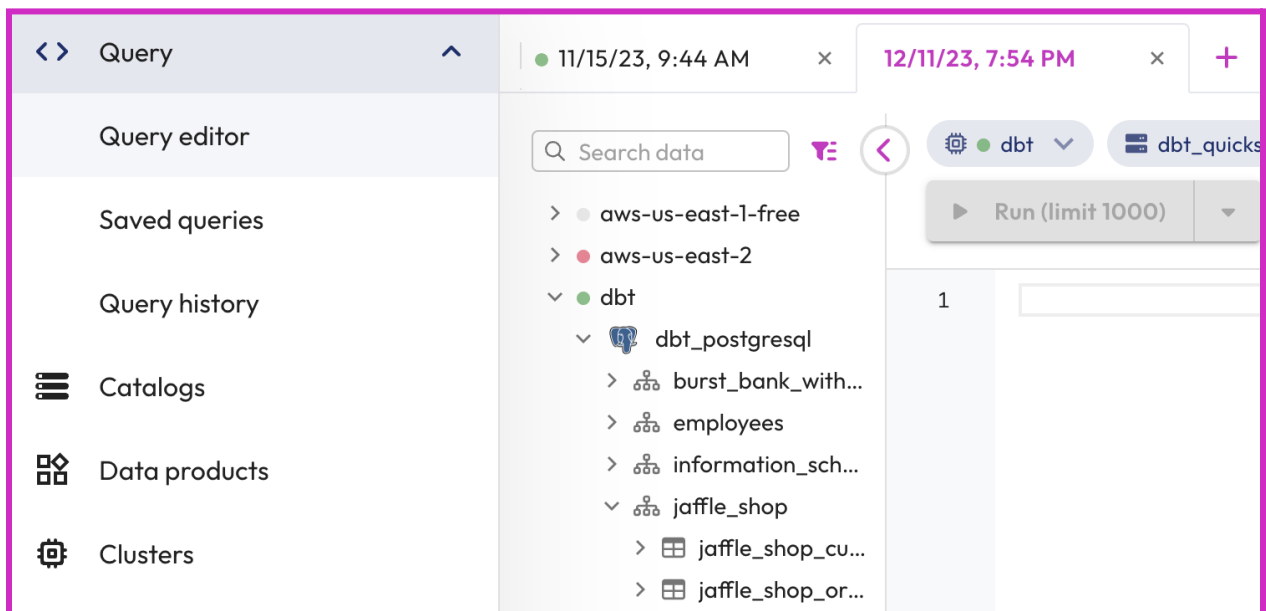 Query
Query editor
Saved queries
Query history
Catalogs
Data products
Clusters
11/15/23, 9:44 AM
12/11/23, 7:54 PM
Search data
aws-us-east-1-free
aws-us-east-2
dbt
dbt_postgresql
burst_bank_with...
employees
information_sch...
jaffle_shop
jaffle_shop_cu...
jaffle_shop_or...
dbt
dbt_quicks
Run (limit 1000)
1